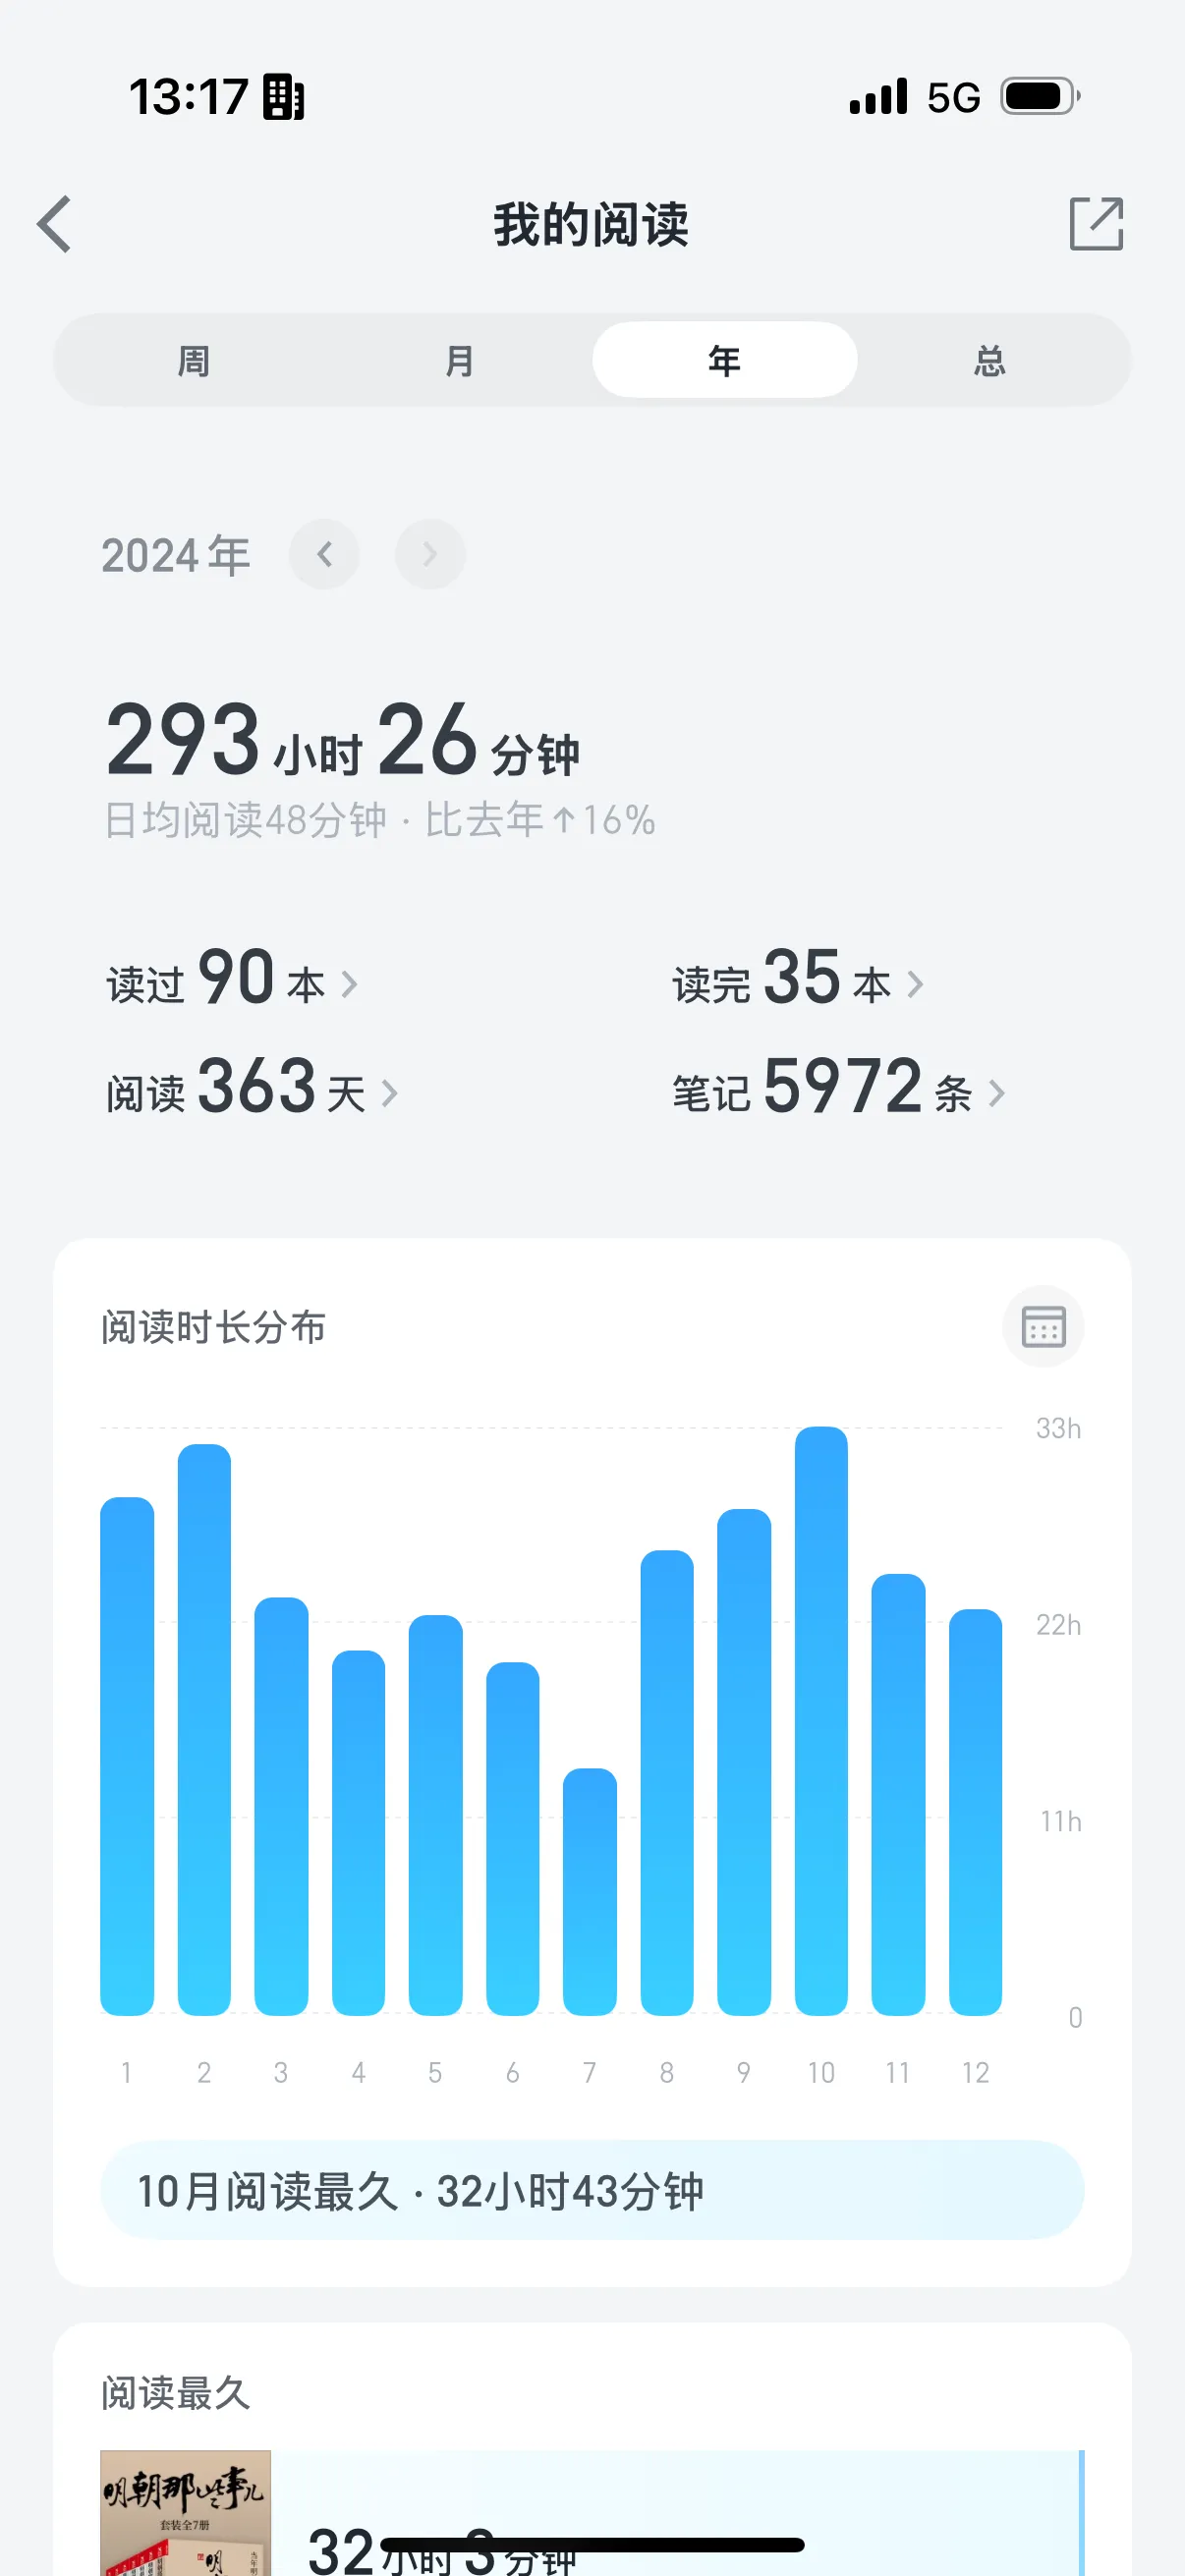 13:17 5G
我的阅读
周 月 年 总
2024年
293小时26分钟
日均阅读48分钟 · 比去年↑16%
读过90本 读完35本
阅读363天 笔记5972条
阅读时长分布
33h
22h
11h
0
1 2 3 4 5 6 7 8 9 10 11 12
10月阅读最久 · 32小时43分钟
阅读最久
明朝那些事儿
套装全7册
32小时3分钟